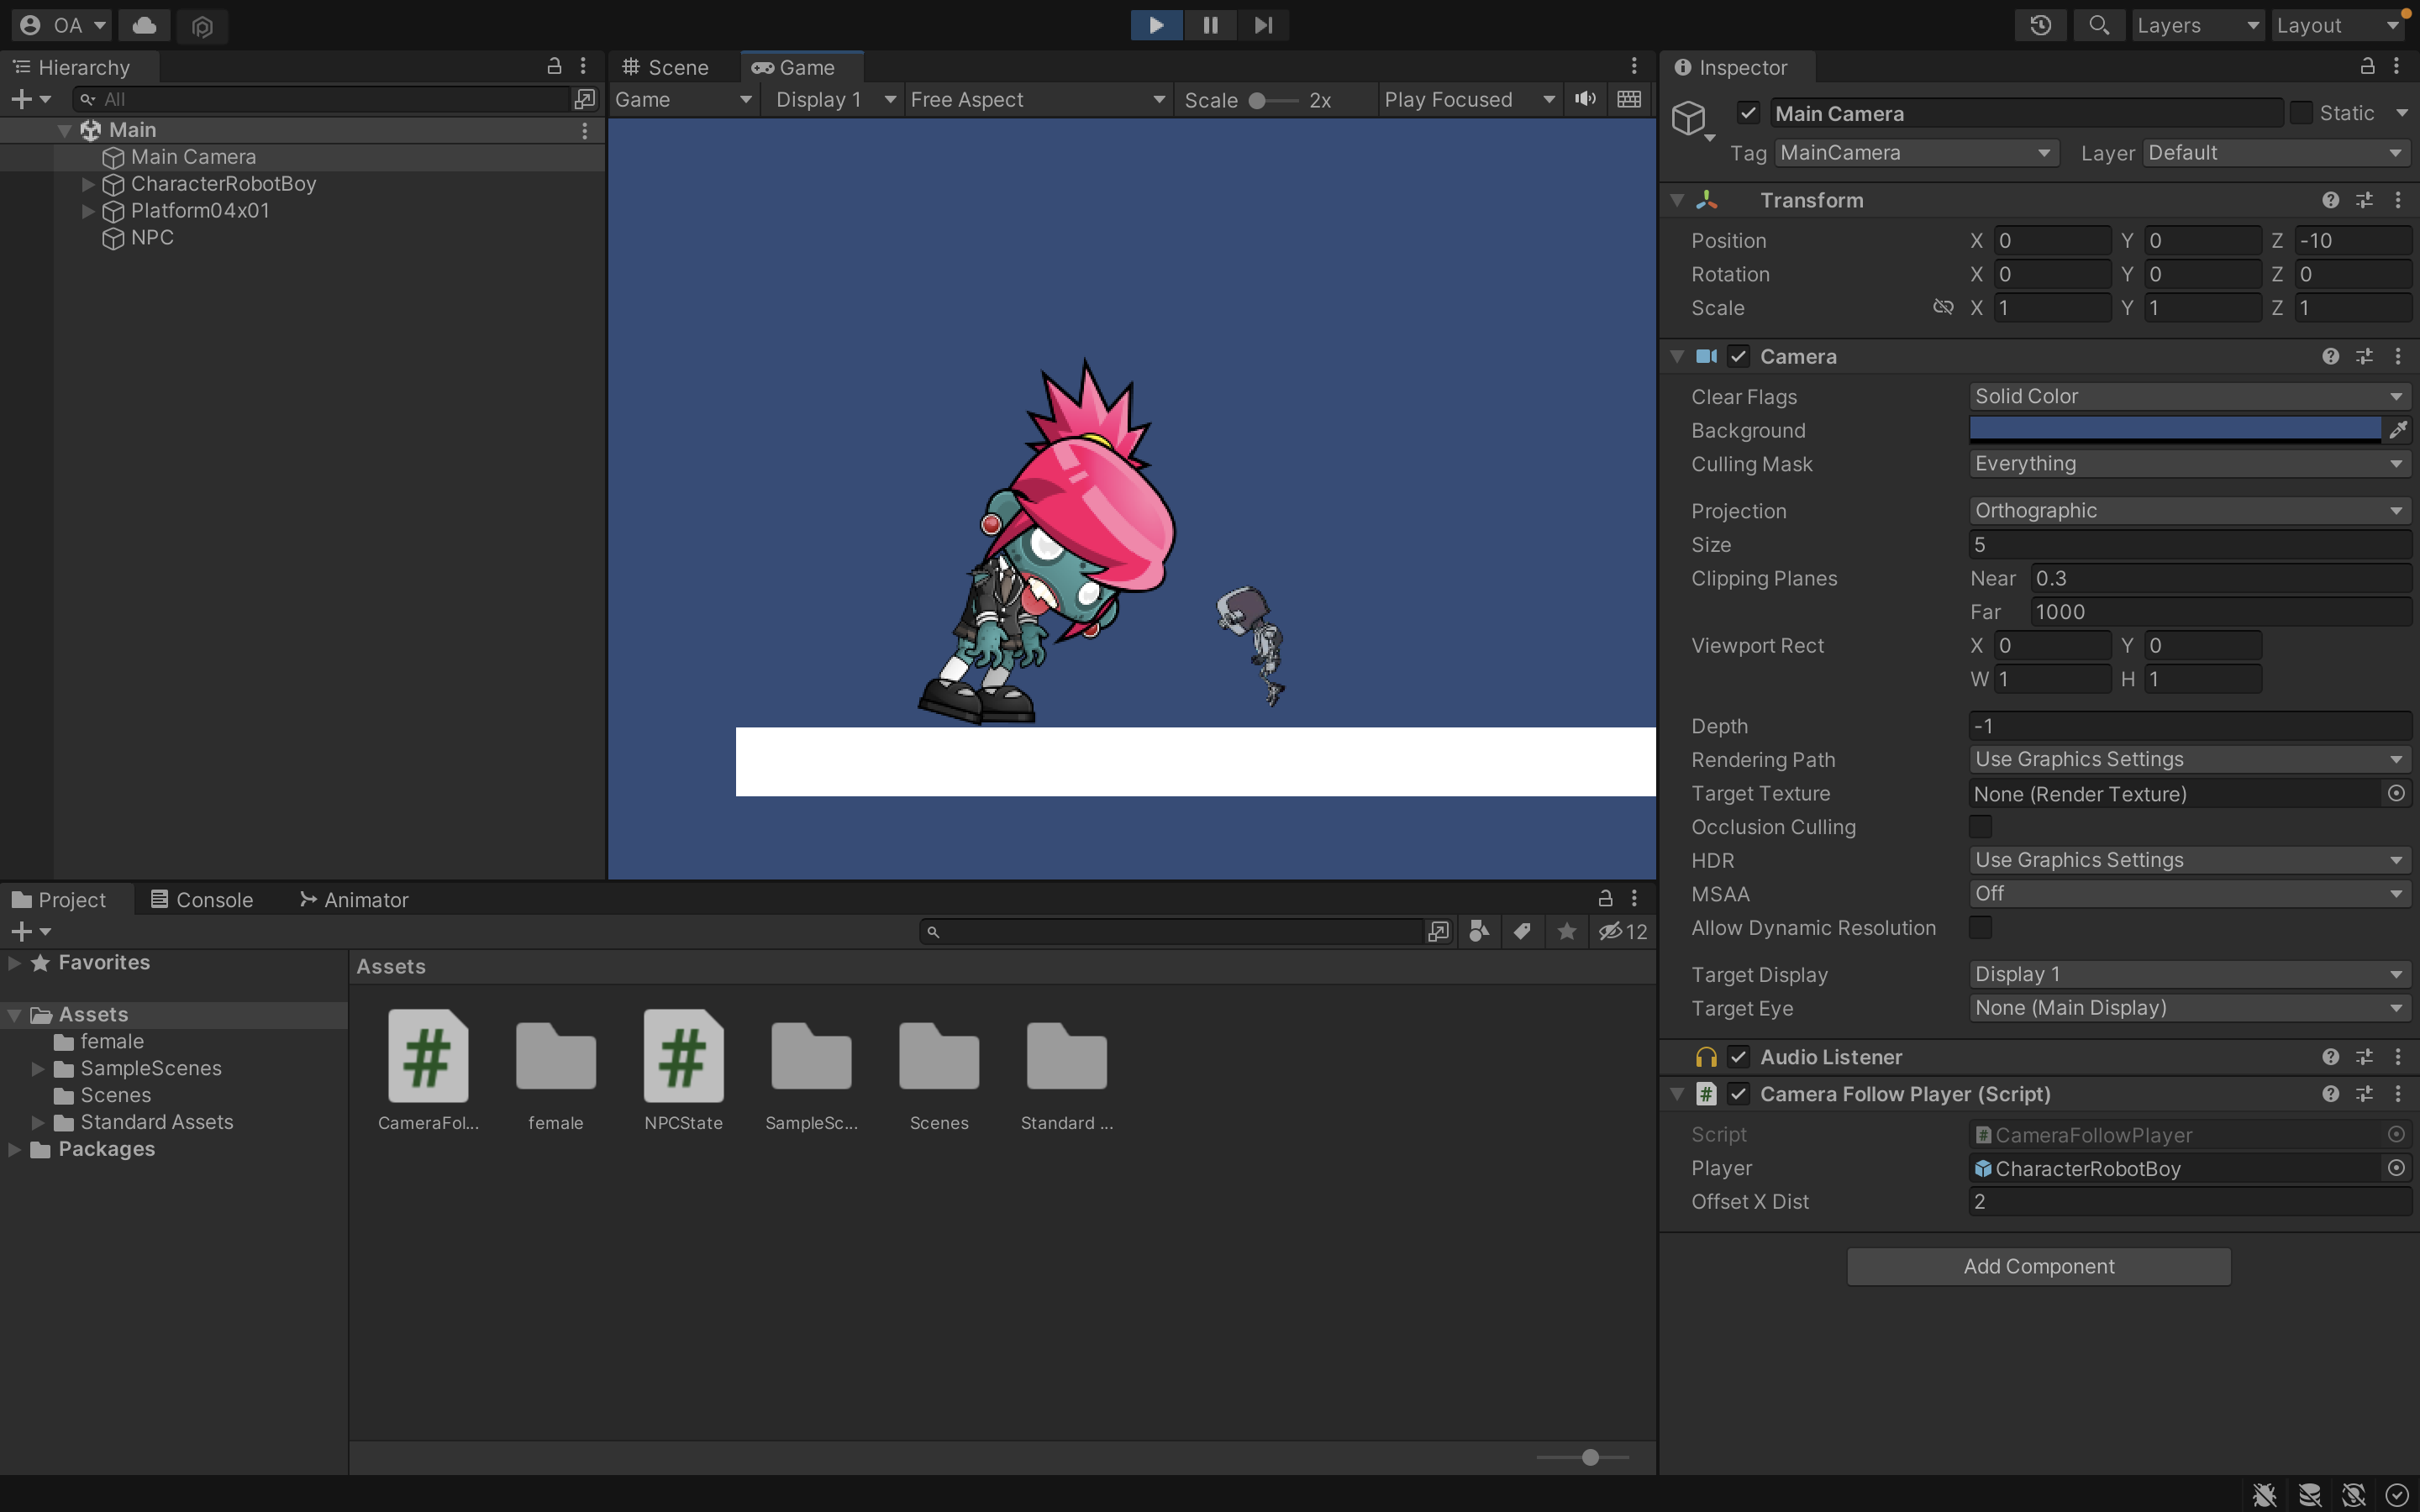 OA
Layers
Layout
Hierarchy
All
Main
Main Camera
CharacterRobotBoy
Platform04x01
NPC
Scene
Game
Game
Display 1
Free Aspect
Scale
2x
Play Focused
Inspector
Main Camera
Static
Tag
MainCamera
Layer
Default
Transform
Position X 0 Y 0 Z -10
Rotation X 0 Y 0 Z 0
Scale X 1 Y 1 Z 1
Camera
Clear Flags Solid Color
Background
Culling Mask Everything
Projection Orthographic
Size 5
Clipping Planes Near 0.3
Far 1000
Viewport Rect X 0 Y 0
W 1 H 1
Depth -1
Rendering Path Use Graphics Settings
Target Texture None (Render Texture)
Occlusion Culling
HDR Use Graphics Settings
MSAA Off
Allow Dynamic Resolution
Target Display Display 1
Target Eye None (Main Display)
Audio Listener
Camera Follow Player (Script)
Script CameraFollowPlayer
Player CharacterRobotBoy
Offset X Dist 2
Add Component
Project
Console
Animator
12
Favorites
Assets
female
SampleScenes
Scenes
Standard Assets
Packages
Assets
CameraFol...
female
NPCState
SampleSc...
Scenes
Standard ...